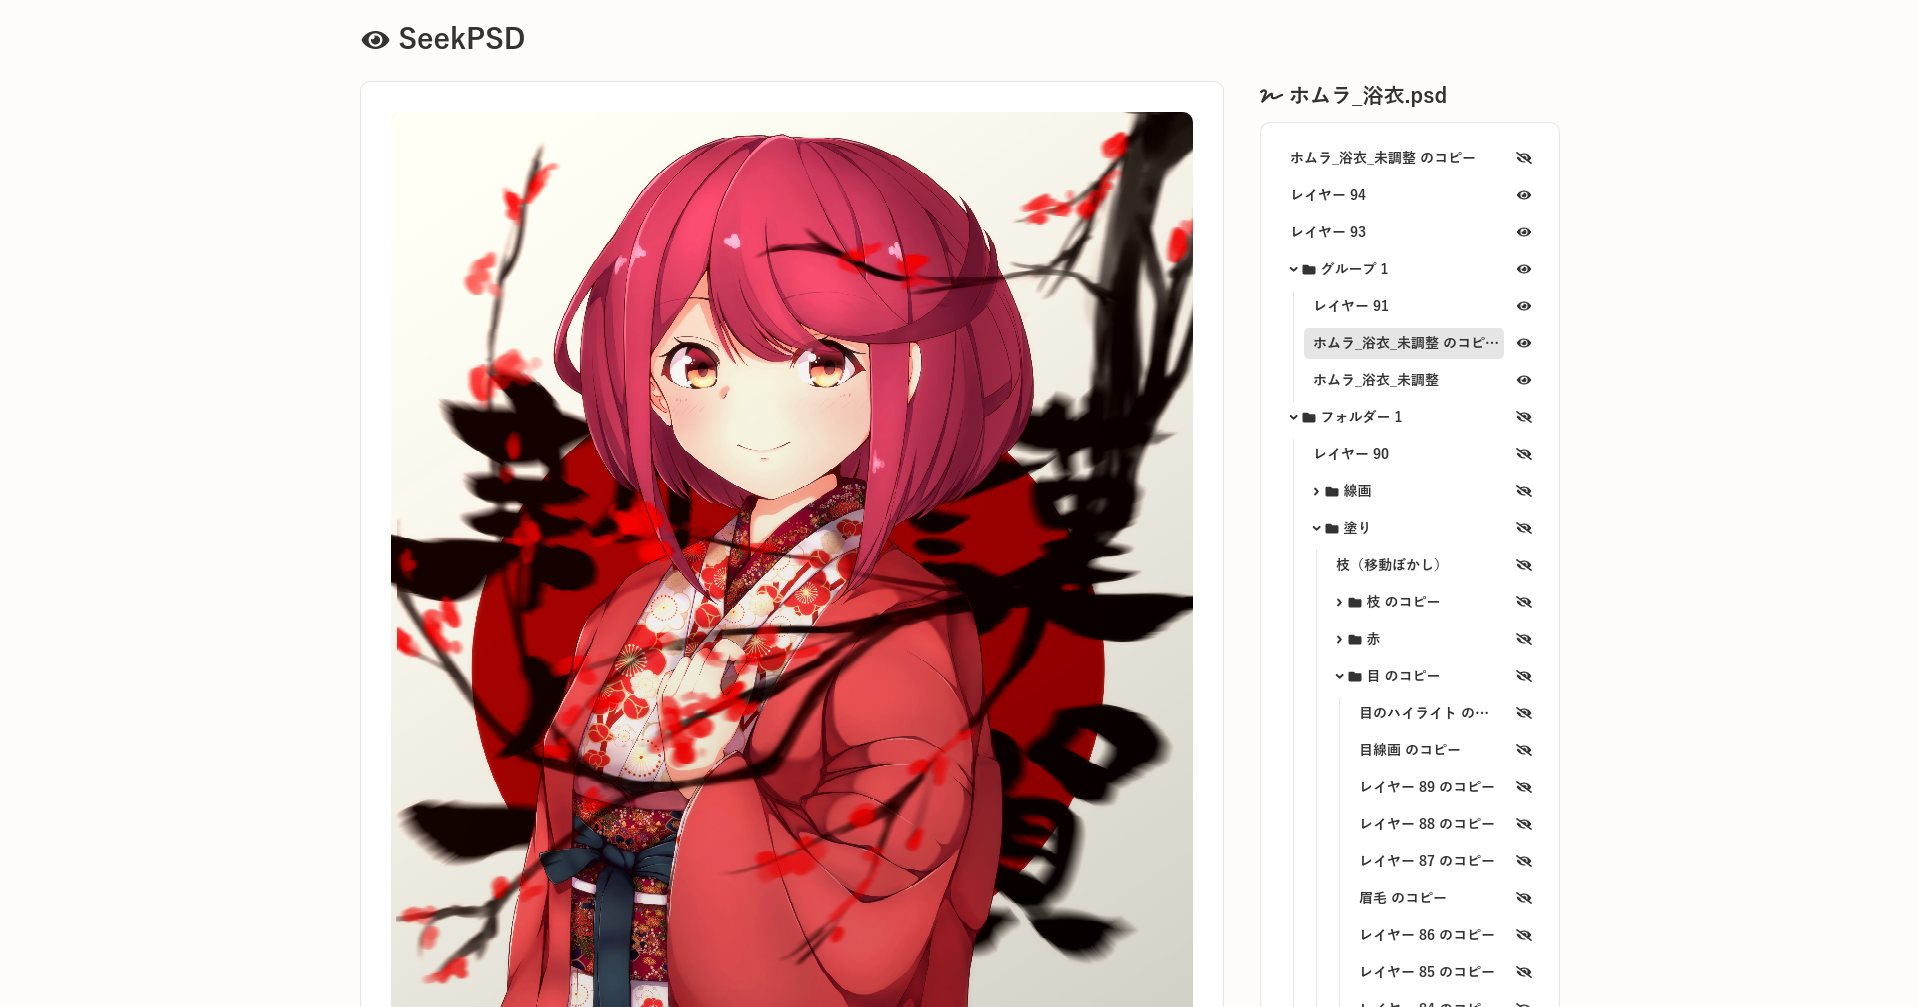 SeekPSD
ホムラ_浴衣.psd
ホムラ_浴衣_未調整 のコピー
レイヤー 94
レイヤー 93
グループ 1
レイヤー 91
ホムラ_浴衣_未調整 のコピ…
ホムラ_浴衣_未調整
フォルダー 1
レイヤー 90
線画
塗り
枝（移動ぼかし）
枝 のコピー
赤
目 のコピー
目のハイライト の…
目線画 のコピー
レイヤー 89 のコピー
レイヤー 88 のコピー
レイヤー 87 のコピー
眉毛 のコピー
レイヤー 86 のコピー
レイヤー 85 のコピー